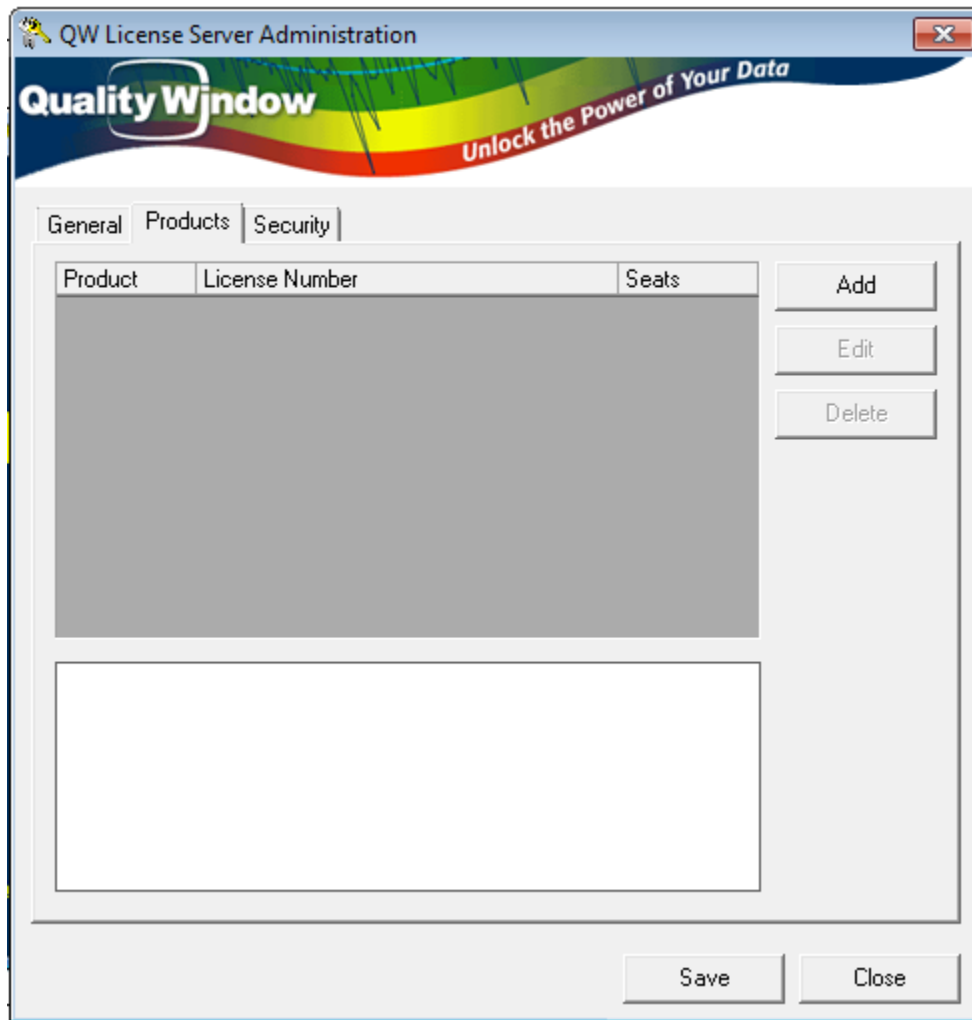 QW License Server Administration
Quality Window
Unlock the Power of Your Data
General Products Security
Product License Number Seats
Add
Edit
Delete
Save Close